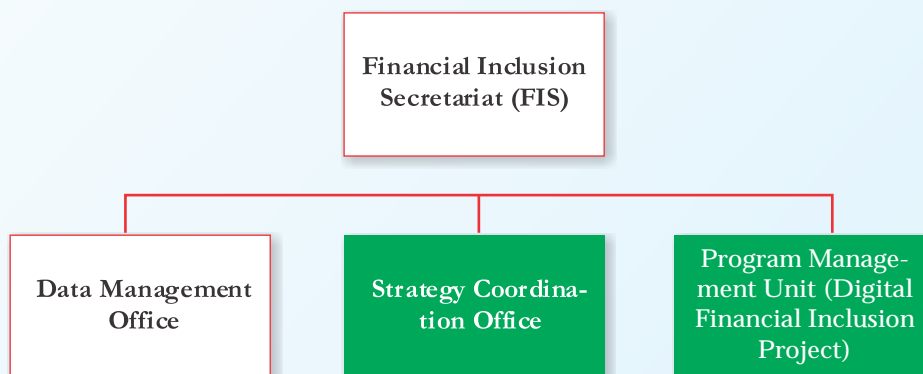 Financial Inclusion
Secretariat (FIS)
Data Management
Office
Strategy Coordina-
tion Office
Program Manage-
ment Unit (Digital
Financial Inclusion
Project)